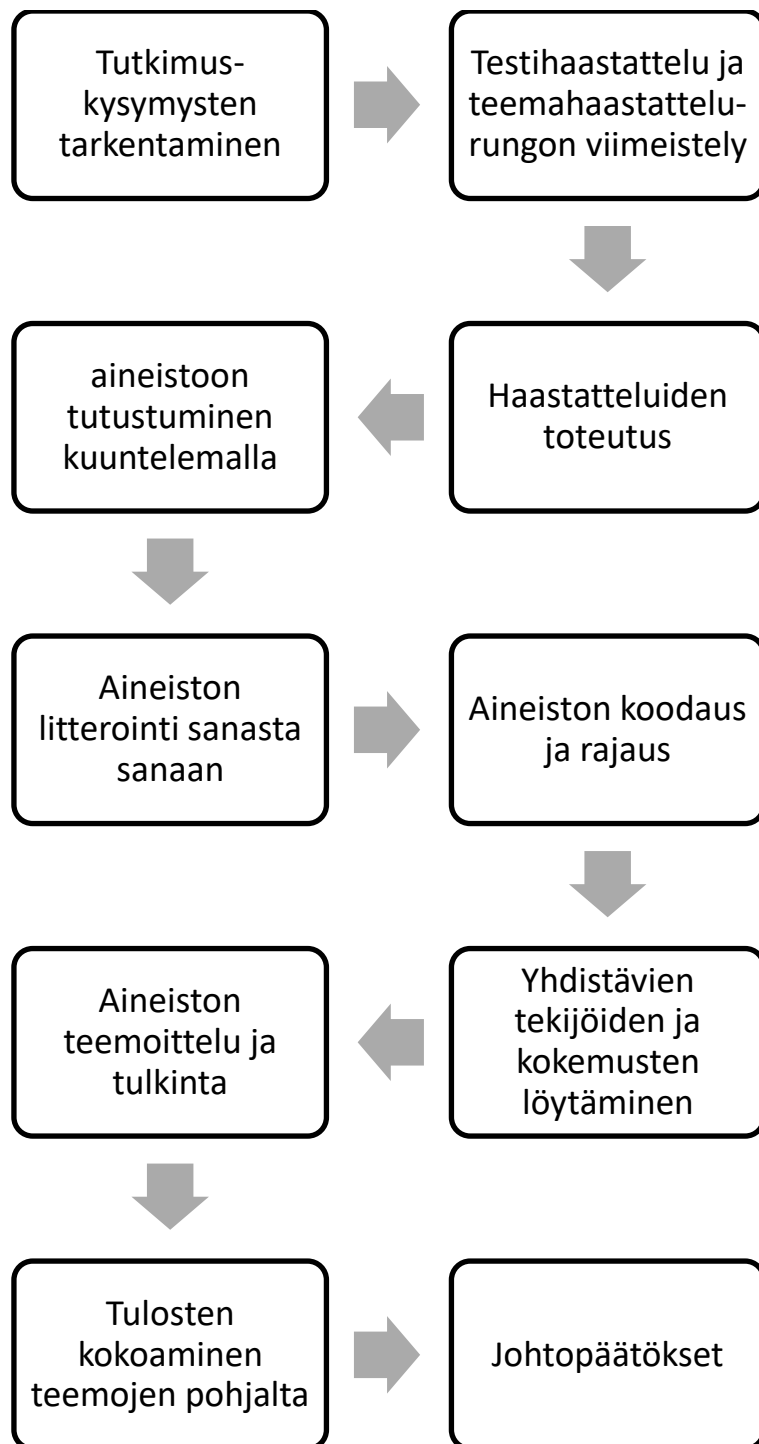 Tutkimus-
kysymysten
tarkentaminen
Testihaastattelu ja
teemahaastattelu-
rungon viimeistely
Haastatteluiden
toteutus
aineistoon
tutustuminen
kuuntelemalla
Aineiston
litterointi sanasta
sanaan
Aineiston koodaus
ja rajaus
Yhdistävien
tekijöiden ja
kokemusten
löytäminen
Aineiston
teemoittelu ja
tulkinta
Tulosten
kokoaminen
teemojen pohjalta
Johtopäätökset